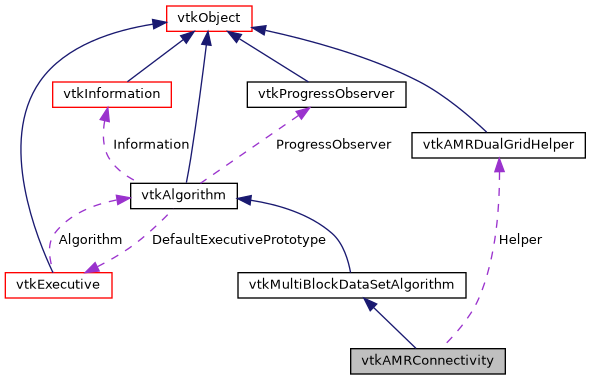 vtkObject
vtkInformation
vtkProgressObserver
vtkAMRDualGridHelper
Information
ProgressObserver
vtkAlgorithm
Algorithm
DefaultExecutivePrototype
Helper
vtkExecutive
vtkMultiBlockDataSetAlgorithm
vtkAMRConnectivity